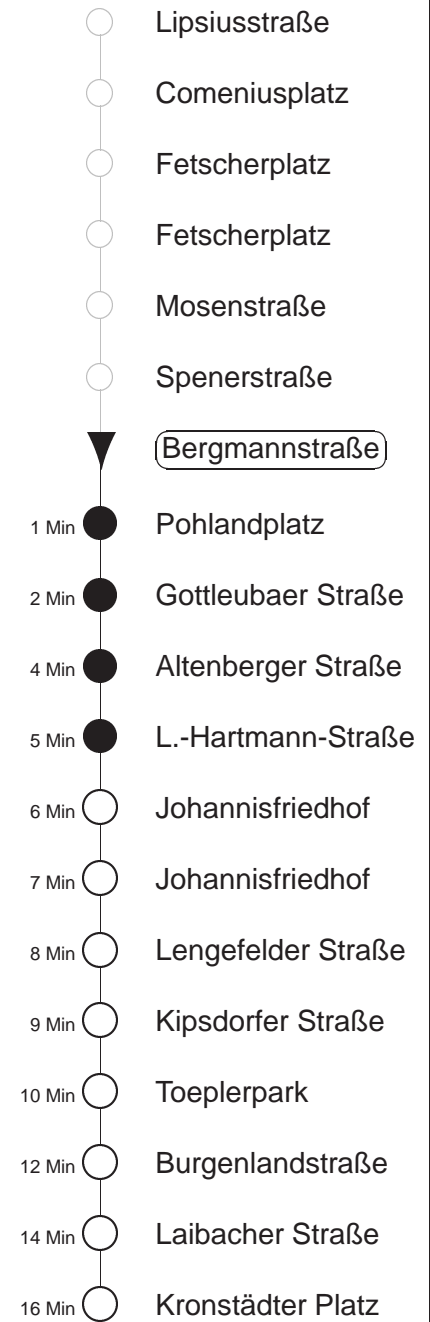 Lipsiusstraße
Comeniusplatz
Fetscherplatz
Fetscherplatz
Mosenstraße
Spenerstraße
Bergmannstraße
1 Min Pohlandplatz
2 Min Gottleubaer Straße
4 Min Altenberger Straße
5 Min L.-Hartmann-Straße
6 Min Johannisfriedhof
7 Min Johannisfriedhof
8 Min Lengefelder Straße
9 Min Kipsdorfer Straße
10 Min Toeplerpark
12 Min Burgenlandstraße
14 Min Laibacher Straße
16 Min Kronstädter Platz